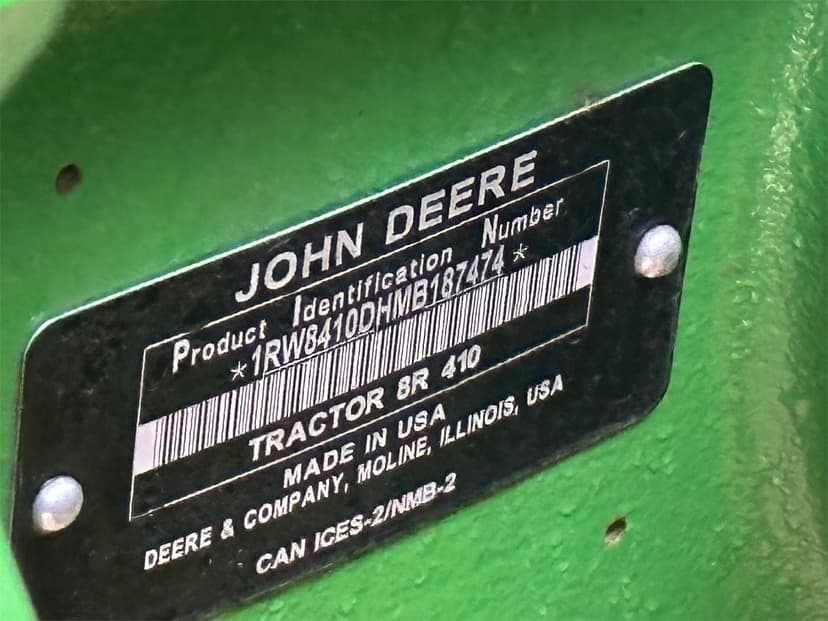 JOHN DEERE
Product Identification Number
*1RW8410DHMB187474*
TRACTOR 8R 410
MADE IN USA
DEERE & COMPANY, MOLINE, ILLINOIS, USA
CAN ICES-2/NMB-2